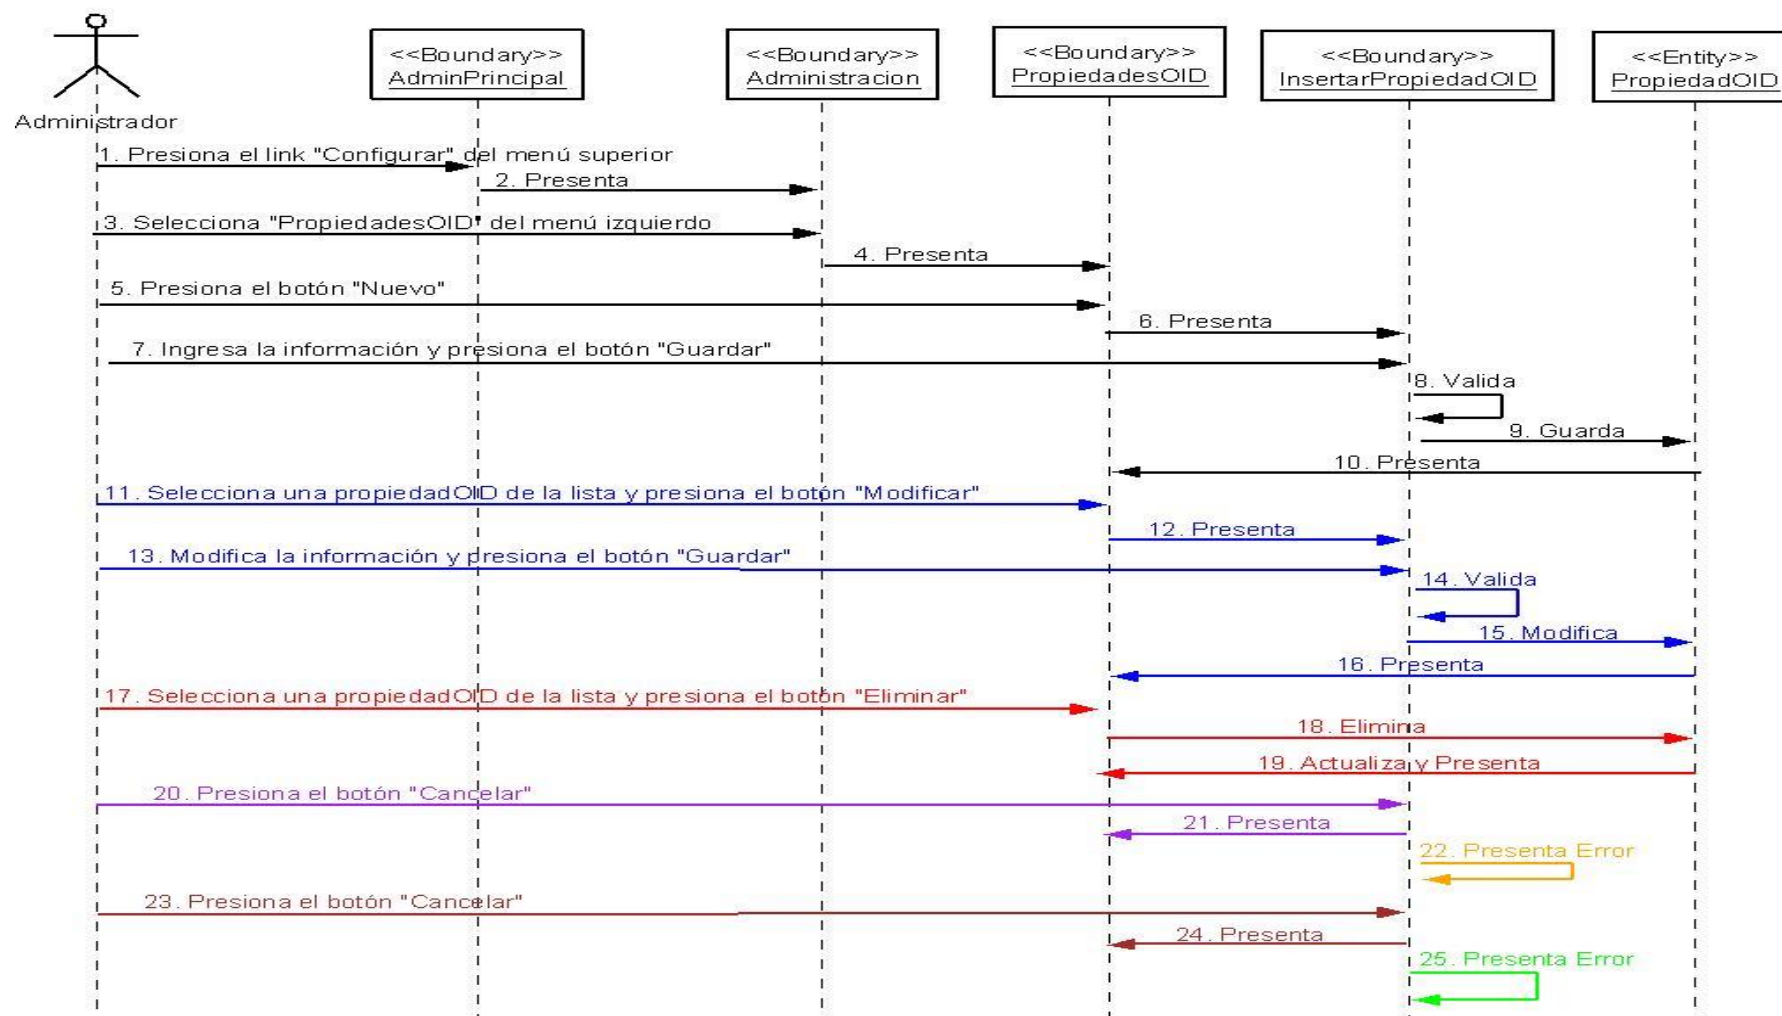 <<Boundary>>
AdminPrincipal
<<Boundary>>
Administracion
<<Boundary>>
PropiedadesOID
<<Boundary>>
InsertarPropiedadOID
<<Entity>>
PropiedadOID
Administrador
1. Presiona el link "Configurar" del menú superior
2. Presenta
3. Selecciona "PropiedadesOID" del menú izquierdo
4. Presenta
5. Presiona el botón "Nuevo"
6. Presenta
7. Ingresa la información y presiona el botón "Guardar"
8. Valida
9. Guarda
10. Presenta
11. Selecciona una propiedadOID de la lista y presiona el botón "Modificar"
12. Presenta
13. Modifica la información y presiona el botón "Guardar"
14. Valida
15. Modifica
16. Presenta
17. Selecciona una propiedadOID de la lista y presiona el botón "Eliminar"
18. Elimina
19. Actualiza y Presenta
20. Presiona el botón "Cancelar"
21. Presenta
22. Presenta Error
23. Presiona el botón "Cancelar"
24. Presenta
25. Presenta Error